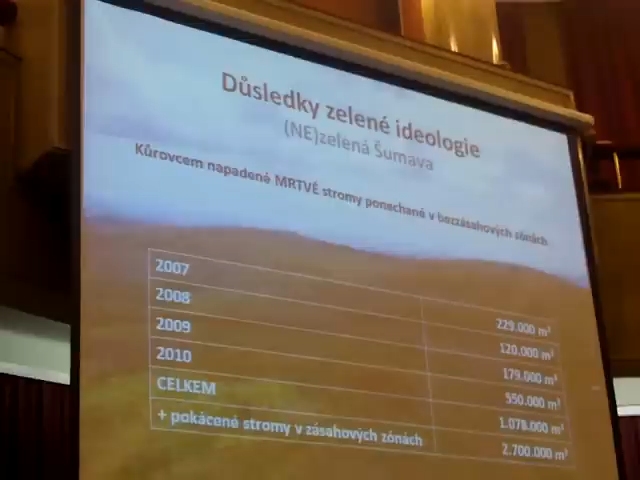 Důsledky zelené ideologie
(NE)zelená Šumava
Kůrovcem napadené MRTVÉ stromy ponechané v bezzásahových zónách
2007 229.000 m³
2008 120.000 m³
2009 179.000 m³
2010 550.000 m³
CELKEM 1.078.000 m³
+ pokácené stromy v zásahových zónách 2.700.000 m³